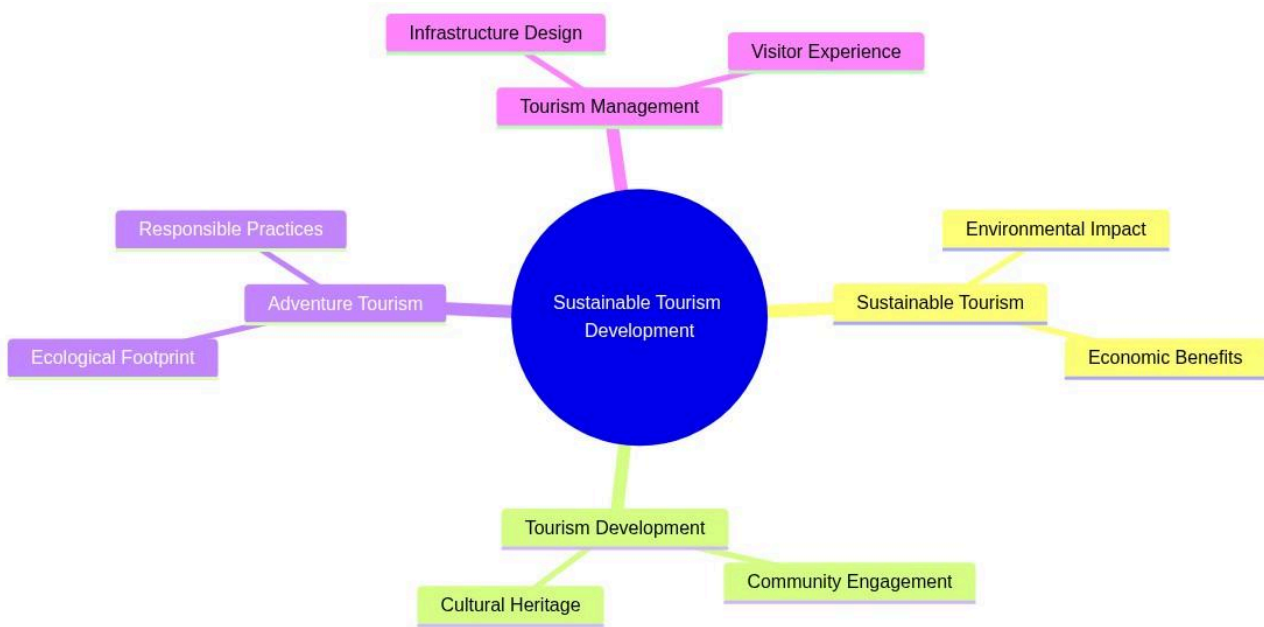 Infrastructure Design
Visitor Experience
Tourism Management
Responsible Practices
Environmental Impact
Adventure Tourism
Sustainable Tourism
Development
Sustainable Tourism
Ecological Footprint
Economic Benefits
Tourism Development
Community Engagement
Cultural Heritage